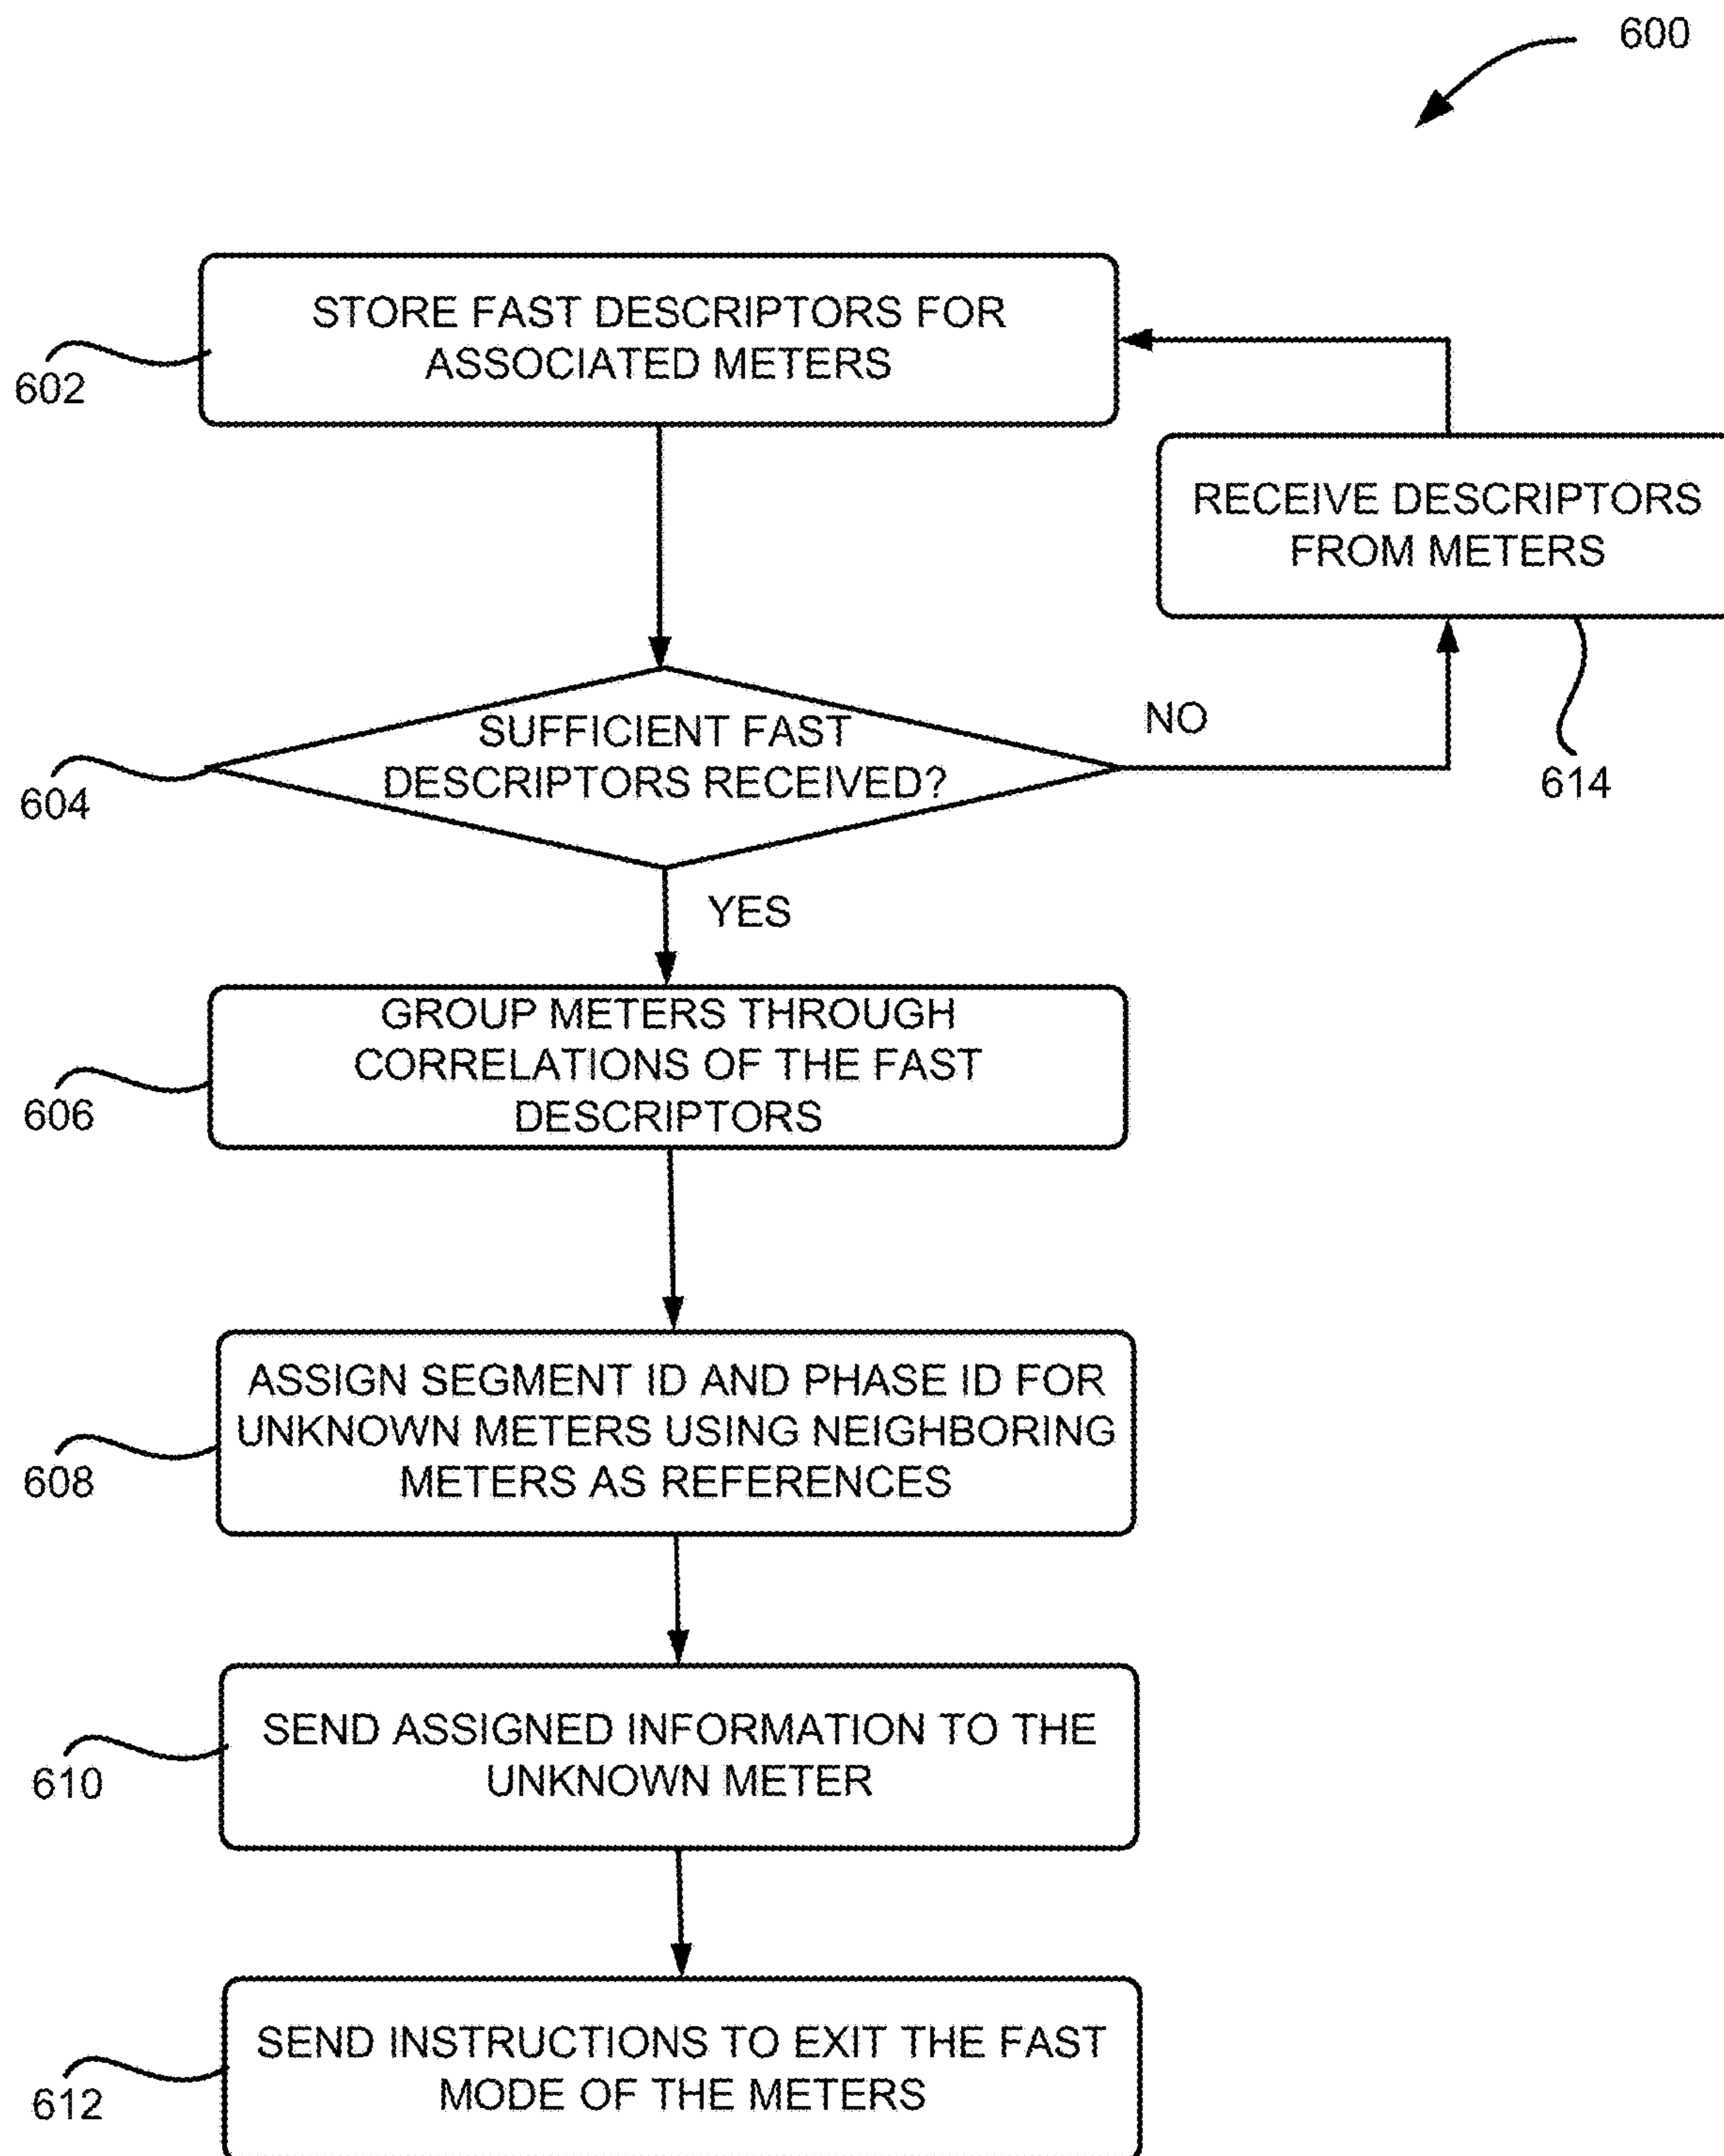 600
STORE FAST DESCRIPTORS FOR
ASSOCIATED METERS
602
RECEIVE DESCRIPTORS
FROM METERS
614
SUFFICIENT FAST
DESCRIPTORS RECEIVED?
604
NO
YES
GROUP METERS THROUGH
CORRELATIONS OF THE FAST
DESCRIPTORS
606
ASSIGN SEGMENT ID AND PHASE ID FOR
UNKNOWN METERS USING NEIGHBORING
METERS AS REFERENCES
608
SEND ASSIGNED INFORMATION TO THE
UNKNOWN METER
610
SEND INSTRUCTIONS TO EXIT THE FAST
MODE OF THE METERS
612